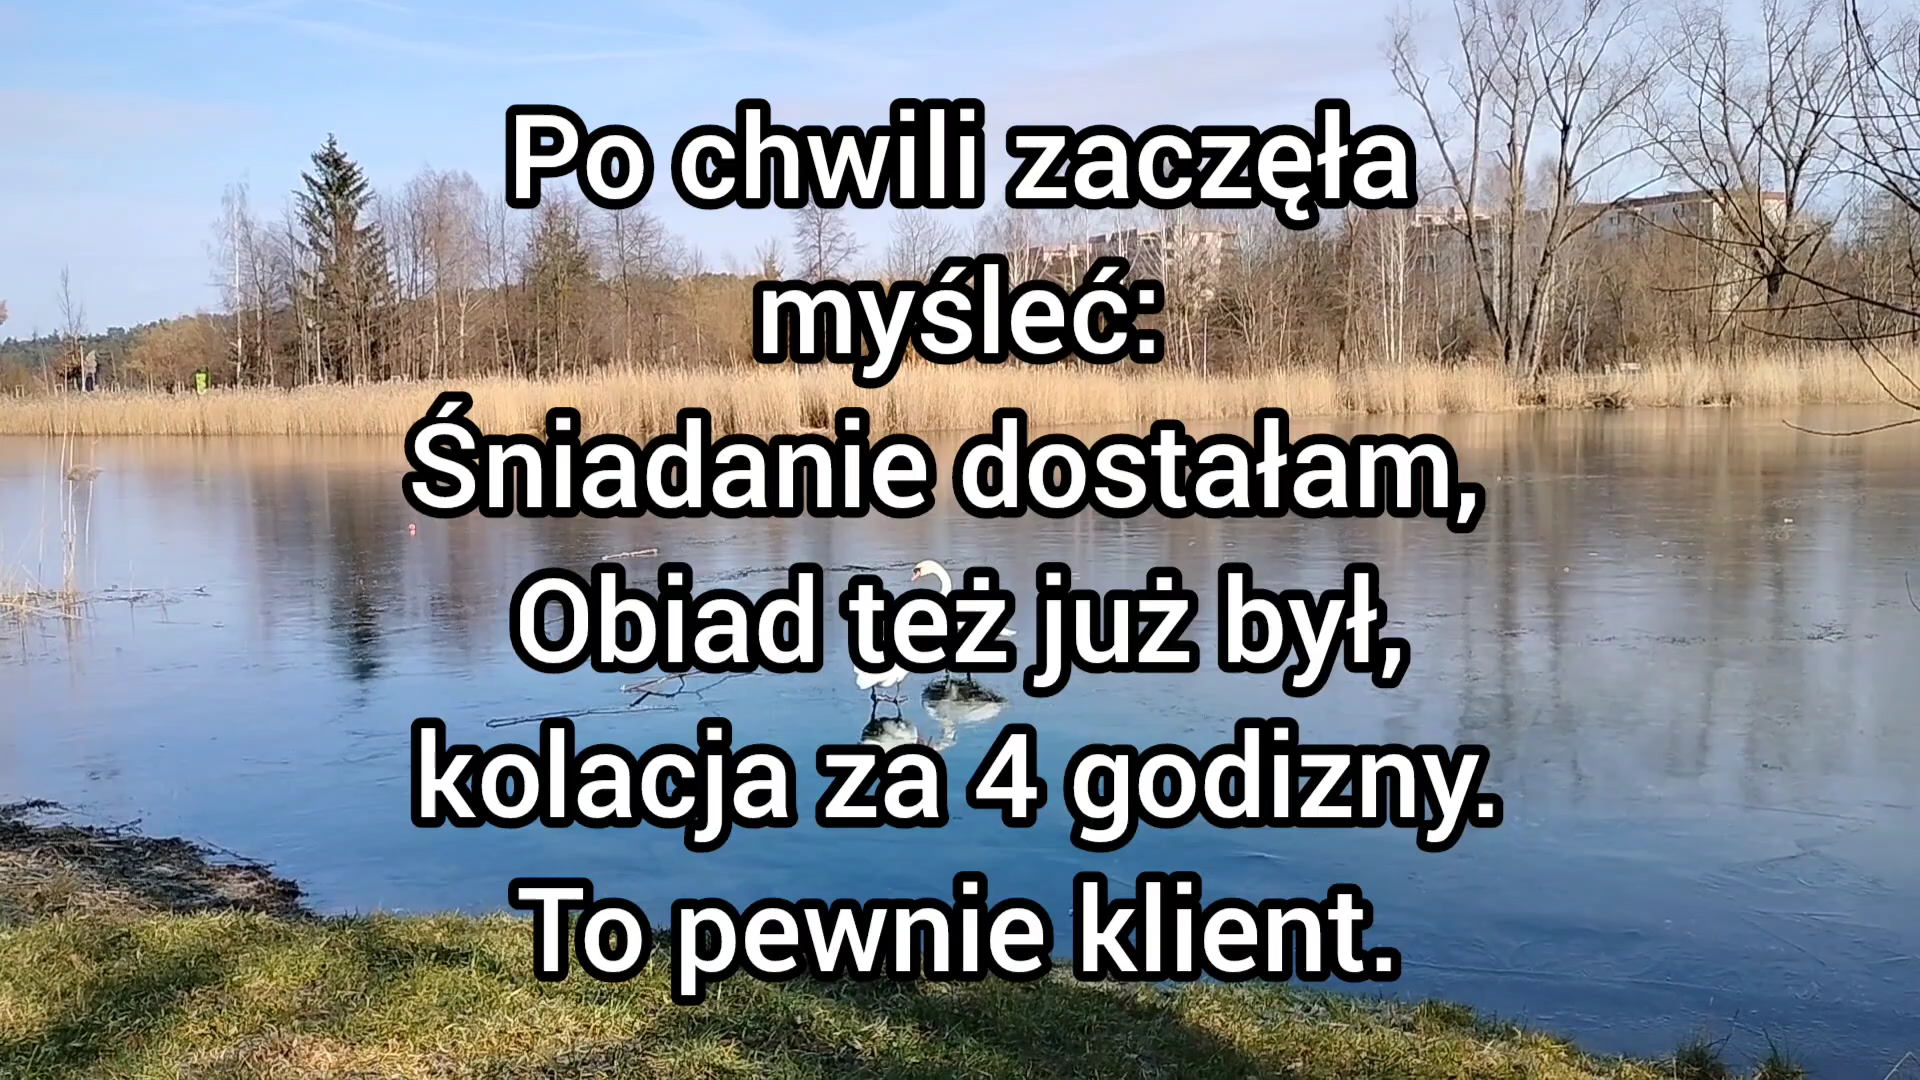 Po chwili zaczęła
myśleć:
Śniadanie dostałam,
Obiad też już był,
kolacja za 4 godizny.
To pewnie klient.